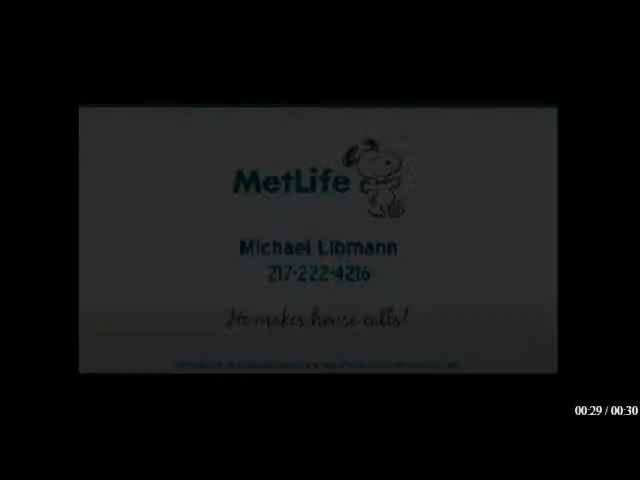 MetLife
Michael Libmann
217-222-4216
He makes house calls!
00:29 / 00:30